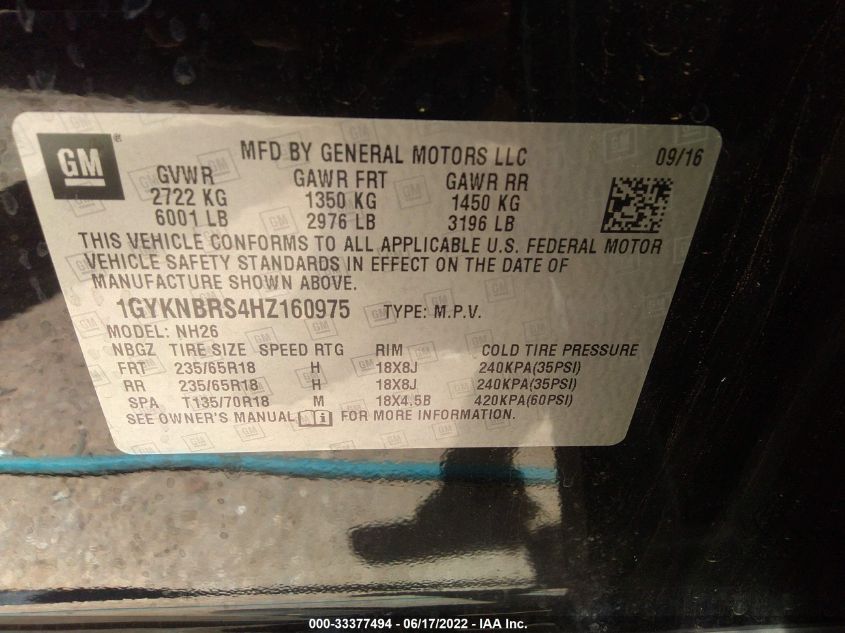 GM ® MFD BY GENERAL MOTORS LLC 09/16
GVWR GAWR FRT GAWR RR
2722 KG 1350 KG 1450 KG
6001 LB 2976 LB 3196 LB
THIS VEHICLE CONFORMS TO ALL APPLICABLE U.S. FEDERAL MOTOR
VEHICLE SAFETY STANDARDS IN EFFECT ON THE DATE OF
MANUFACTURE SHOWN ABOVE.
1GYKNBRS4HZ160975 TYPE: M.P.V.
MODEL: NH26
NBGZ TIRE SIZE SPEED RTG RIM COLD TIRE PRESSURE
FRT 235/65R18 H 18X8J 240KPA(35PSI)
RR 235/65R18 H 18X8J 240KPA(35PSI)
SPA T135/70R18 M 18X4.5B 420KPA(60PSI)
SEE OWNER'S MANUAL FOR MORE INFORMATION.
000-33377494 - 06/17/2022 - IAA Inc.